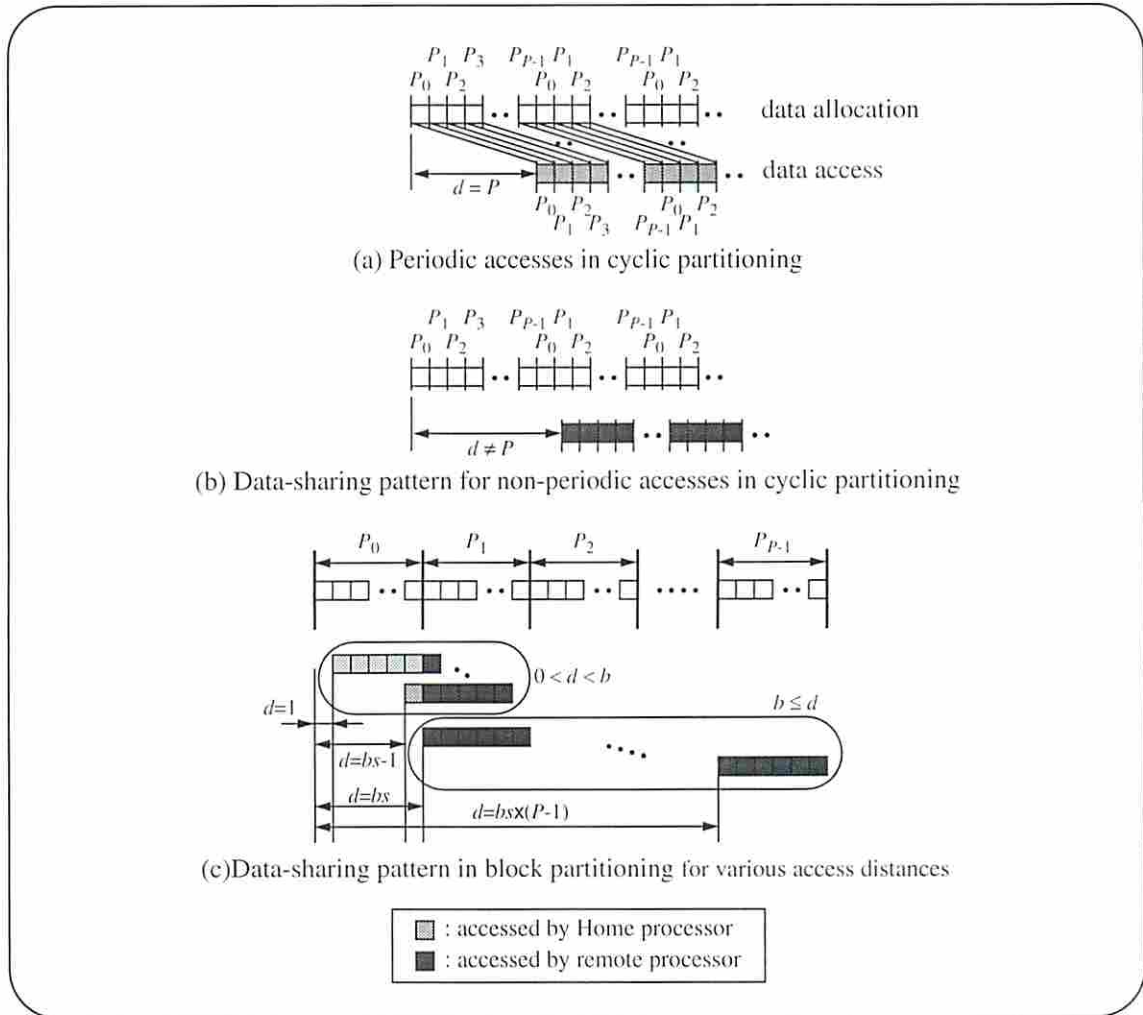 P1 P3 PP-1 P1 PP-1 P1
P0 P2 P0 P2 P0 P2
data allocation
data access
d = P
P0 P2 P0 P2
P1 P3 PP-1 P1
(a) Periodic accesses in cyclic partitioning
P1 P3 PP-1 P1 PP-1 P1
P0 P2 P0 P2 P0 P2
d ≠ P
(b) Data-sharing pattern for non-periodic accesses in cyclic partitioning
P0 P1 P2 PP-1
0 < d < b
d=1
b ≤ d
d=bs-1
d=bs
d=bsx(P-1)
(c)Data-sharing pattern in block partitioning for various access distances
: accessed by Home processor
: accessed by remote processor